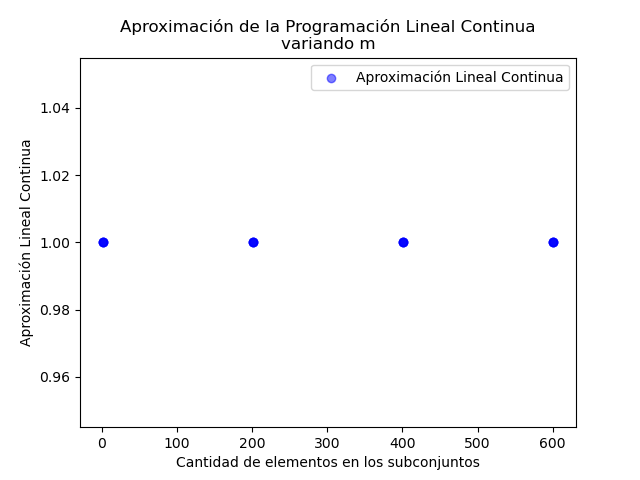 Aproximación de la Programación Lineal Continua
variando m
Aproximación Lineal Continua
1.04
1.02
1.00
0.98
0.96
Aproximación Lineal Continua
0
100
200
300
400
500
600
Cantidad de elementos en los subconjuntos